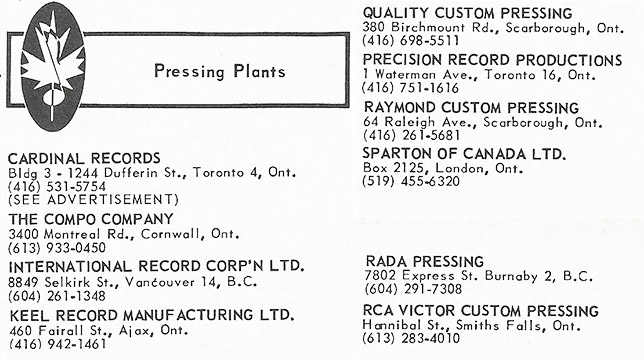 Pressing Plants
CARDINAL RECORDS
Bldg 3 - 1244 Dufferin St., Toronto 4, Ont.
(416) 531-5754
(SEE ADVERTISEMENT)
THE COMPO COMPANY
3400 Montreal Rd., Cornwall, Ont.
(613) 933-0450
INTERNATIONAL RECORD CORP'N LTD.
8849 Selkirk St., Vancouver 14, B.C.
(604) 261-1348
KEEL RECORD MANUFACTURING LTD.
460 Fairall St., Ajax, Ont.
(416) 942-1461
QUALITY CUSTOM PRESSING
380 Birchmount Rd., Scarborough, Ont.
(416) 698-5511
PRECISION RECORD PRODUCTIONS
1 Waterman Ave., Toronto 16, Ont.
(416) 751-1616
RAYMOND CUSTOM PRESSING
64 Raleigh Ave., Scarborough, Ont.
(416) 261-5681
SPARTON OF CANADA LTD.
Box 2125, London, Ont.
(519) 455-6320
RADA PRESSING
7802 Express St. Burnaby 2, B.C.
(604) 291-7308
RCA VICTOR CUSTOM PRESSING
Hannibal St., Smiths Falls, Ont.
(613) 283-4010